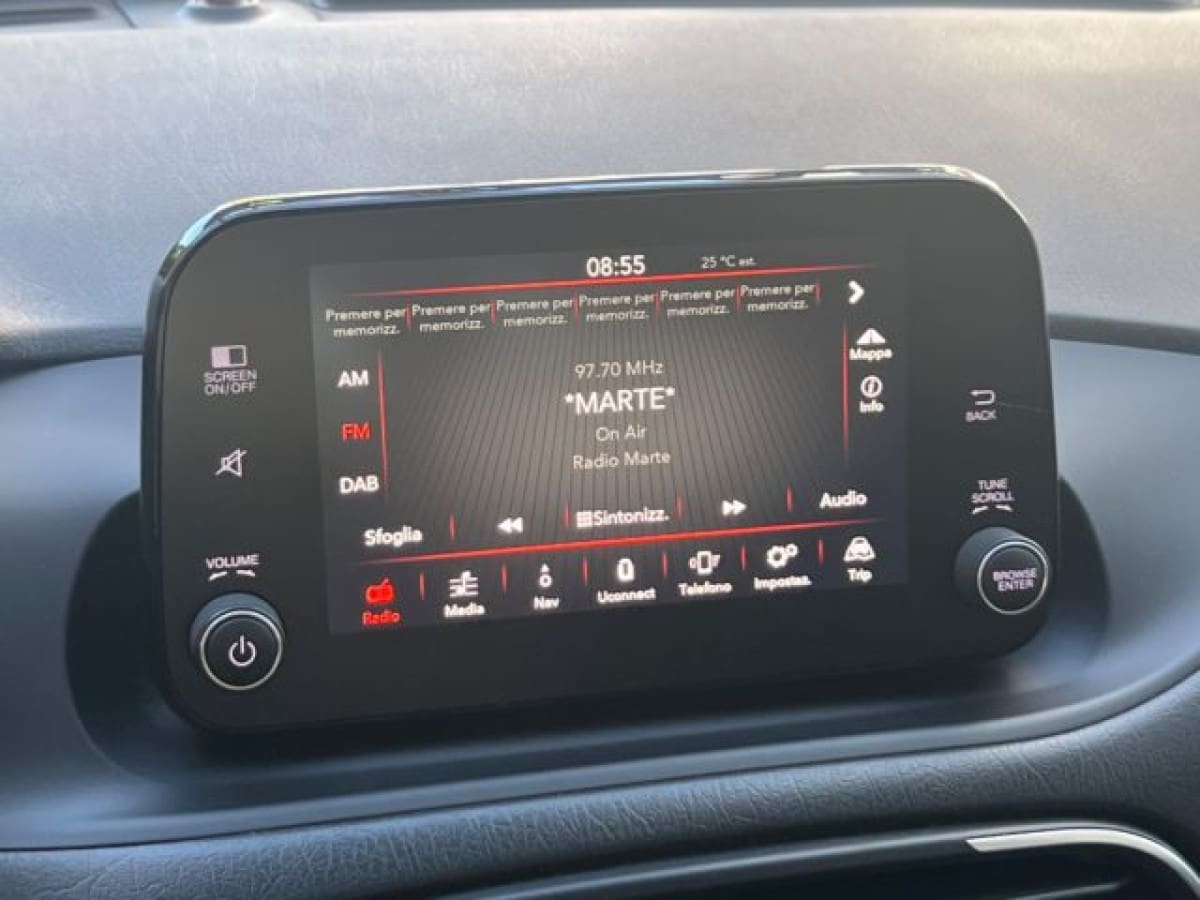 08:55
25 °C est.
Premere per memorizz.
Premere per memorizz.
Premere per memorizz.
Premere per memorizz.
Premere per memorizz.
Premere per memorizz.
SCREEN
ON/OFF
AM
FM
DAB
97.70 MHz
*MARTE*
On Air
Radio Marte
Mappa
Info
BACK
TUNE
SCROLL
Sfoglia
Sintonizz.
Audio
VOLUME
Radio
Media
Nav
Uconnect
Telefono
Impostaz.
Trip
BROWSE
ENTER